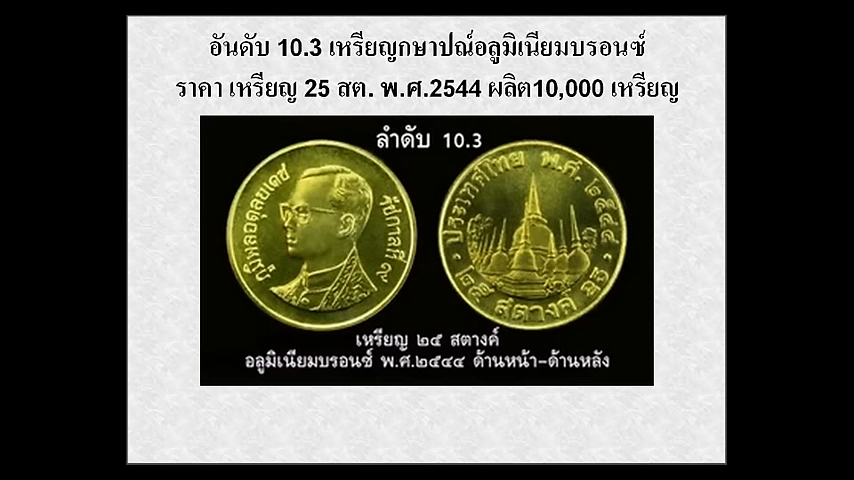 อันดับ 10.3 เหรียญกษาปณ์อลูมิเนียมบรอนซ์
ราคา เหรียญ 25 สต. พ.ศ.2544 ผลิต10,000 เหรียญ
ลำดับ 10.3
ภูมิพลอดุลยเดช
รัชกาลที่ ๙
ประเทศไทย พ.ศ. ๒๕๔๔
๒๕ สตางค์ 25
เหรียญ ๒๕ สตางค์
อลูมิเนียมบรอนซ์ พ.ศ.๒๕๔๔ ด้านหน้า-ด้านหลัง